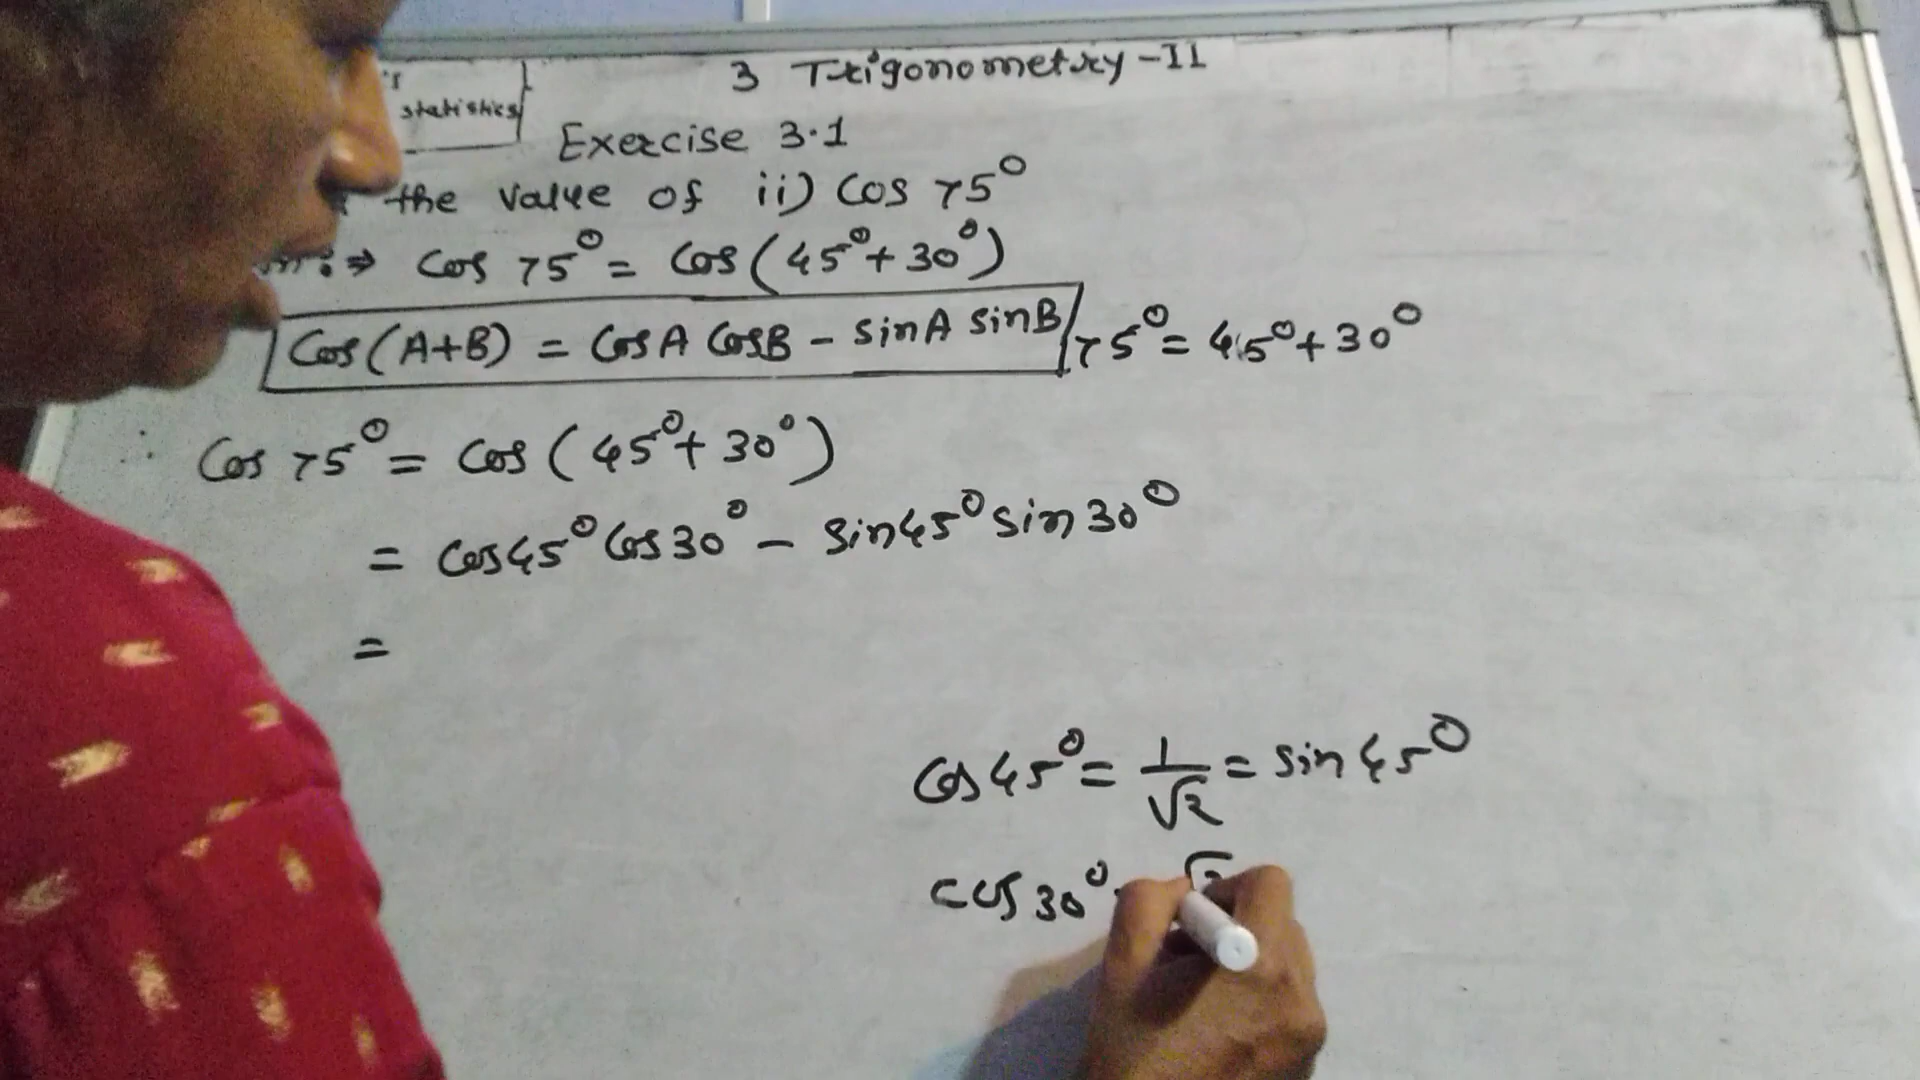 3 Trigonometry-II
statistics
Exercise 3.1
the value of ii) Cos 75°
:⇒ Cos 75° = Cos (45° + 30°)
Cos (A+B) = Cos A Cos B - sin A sin B
75° = 45° + 30°
∴ Cos 75° = Cos (45° + 30°)
= Cos 45° Cos 30° - Sin 45° Sin 30°
=
Cos 45° = 1/√2 = Sin 45°
Cos 30°